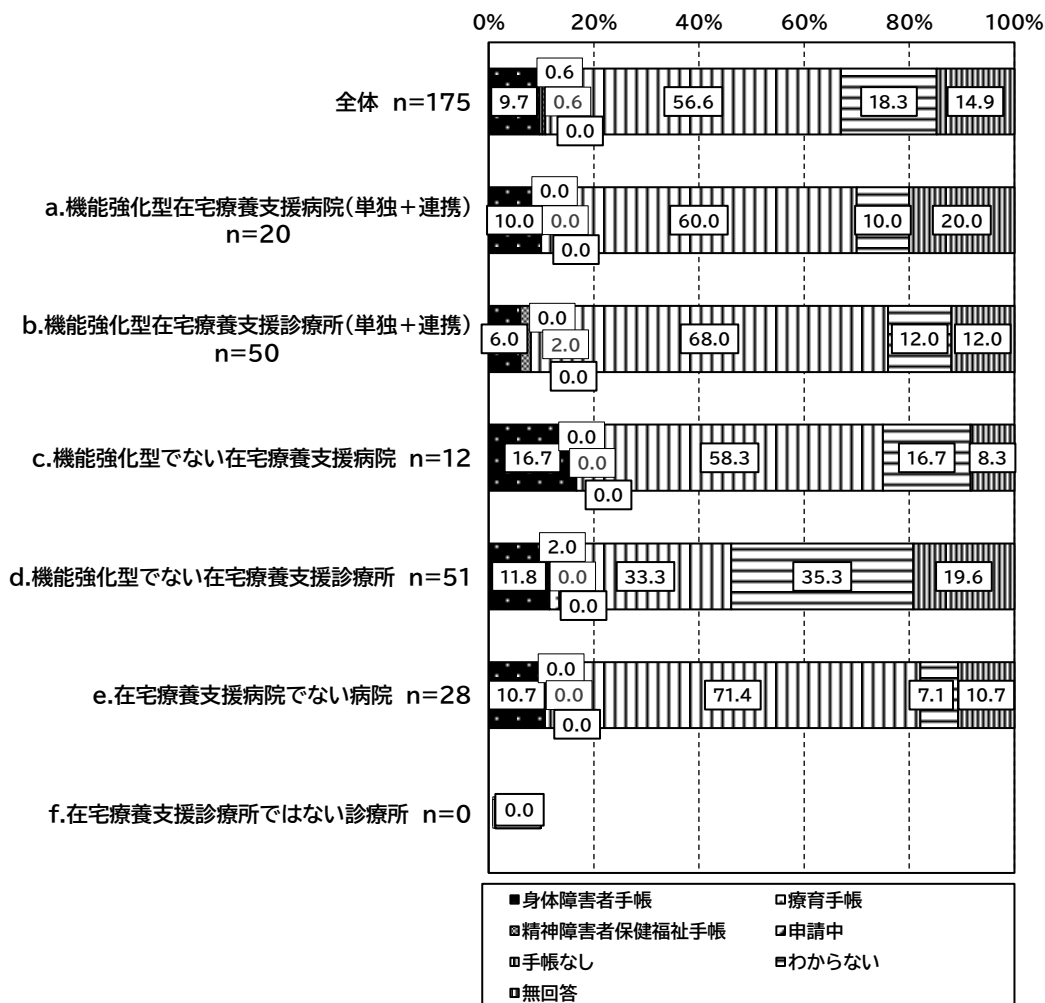 0% 20% 40% 60% 80% 100%
0.6
全体 n=175 9.7 0.6 56.6 18.3 14.9
0.0
0.0
a.機能強化型在宅療養支援病院(単独+連携)
n=20
10.0 0.0 60.0 10.0 20.0
0.0
0.0
b.機能強化型在宅療養支援診療所(単独+連携)
n=50
6.0 2.0 68.0 12.0 12.0
0.0
0.0
c.機能強化型でない在宅療養支援病院 n=12 16.7 0.0 58.3 16.7 8.3
0.0
2.0
d.機能強化型でない在宅療養支援診療所 n=51 11.8 0.0 33.3 35.3 19.6
0.0
0.0
e.在宅療養支援病院でない病院 n=28 10.7 0.0 71.4 7.1 10.7
0.0
f.在宅療養支援診療所ではない診療所 n=0 0.0
身体障害者手帳 療育手帳
精神障害者保健福祉手帳 申請中
手帳なし わからない
無回答